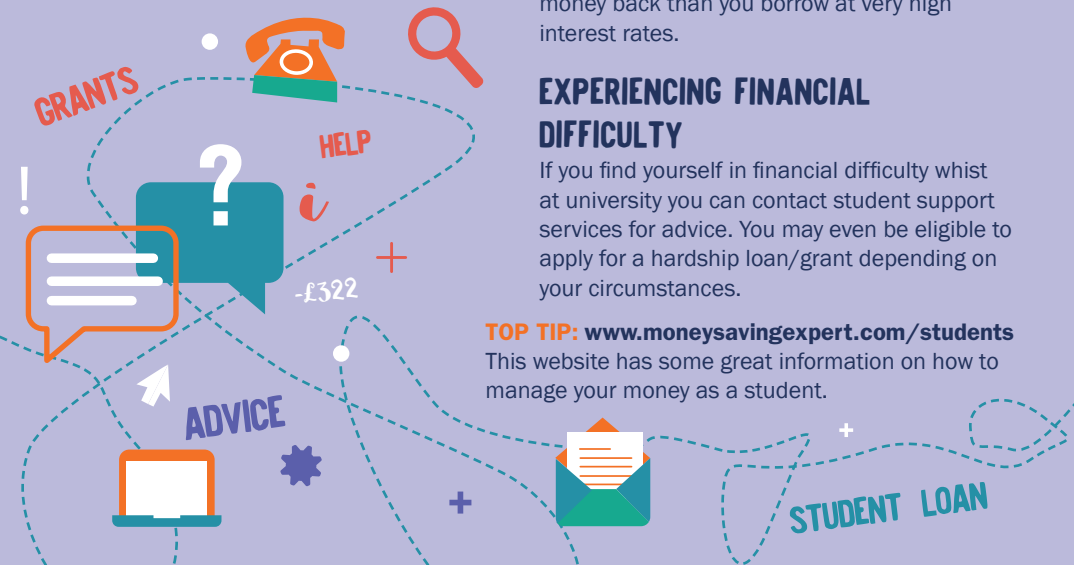 money back than you borrow at very high
interest rates.
EXPERIENCING FINANCIAL
DIFFICULTY
If you find yourself in financial difficulty whist
at university you can contact student support
services for advice. You may even be eligible to
apply for a hardship loan/grant depending on
your circumstances.
TOP TIP: www.moneysavingexpert.com/students
This website has some great information on how to
manage your money as a student.
GRANTS
HELP
?
!
i
-£322
ADVICE
STUDENT LOAN